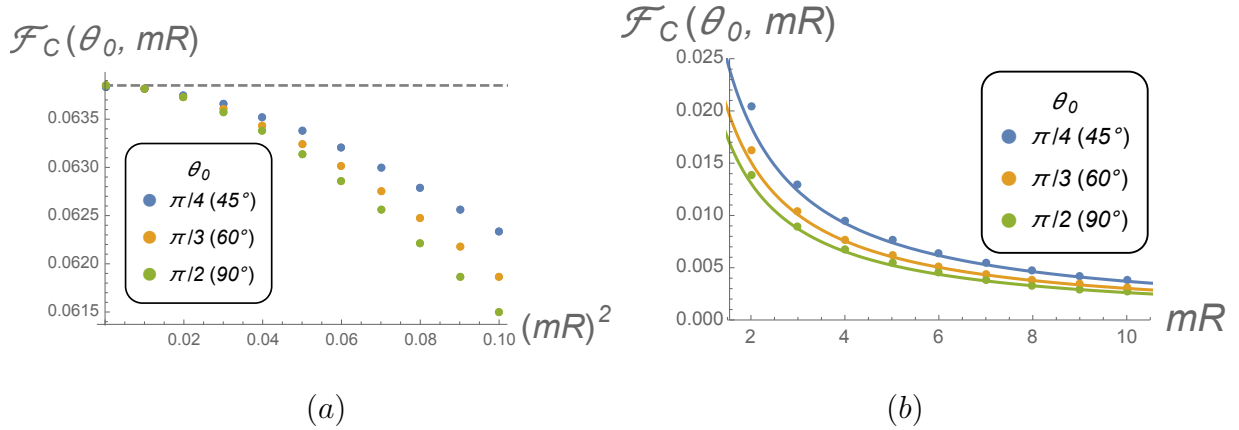 ℱ_C(θ₀, mR)
0.0635
0.0630
0.0625
0.0620
0.0615
θ₀
π/4 (45°)
π/3 (60°)
π/2 (90°)
0.02 0.04 0.06 0.08 0.10
(mR)²
(a)
ℱ_C(θ₀, mR)
0.025
0.020
0.015
0.010
0.005
0.000
θ₀
π/4 (45°)
π/3 (60°)
π/2 (90°)
2 4 6 8 10
mR
(b)